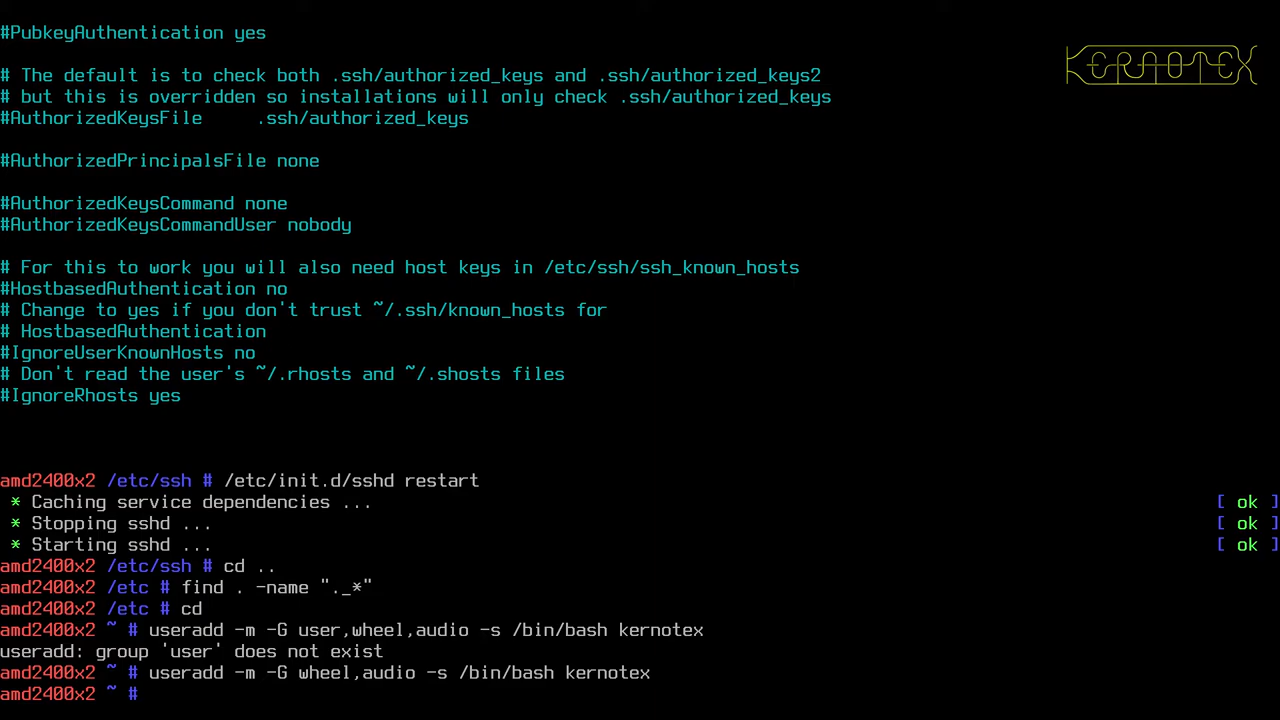 #PubkeyAuthentication yes
KERNOTEX
# The default is to check both .ssh/authorized_keys and .ssh/authorized_keys2
# but this is overridden so installations will only check .ssh/authorized_keys
#AuthorizedKeysFile     .ssh/authorized_keys
#AuthorizedPrincipalsFile none
#AuthorizedKeysCommand none
#AuthorizedKeysCommandUser nobody
# For this to work you will also need host keys in /etc/ssh/ssh_known_hosts
#HostbasedAuthentication no
# Change to yes if you don't trust ~/.ssh/known_hosts for
# HostbasedAuthentication
#IgnoreUserKnownHosts no
# Don't read the user's ~/.rhosts and ~/.shosts files
#IgnoreRhosts yes
amd2400x2 /etc/ssh # /etc/init.d/sshd restart
 * Caching service dependencies ... [ ok ]
 * Stopping sshd ... [ ok ]
 * Starting sshd ... [ ok ]
amd2400x2 /etc/ssh # cd ..
amd2400x2 /etc # find . -name "._*"
amd2400x2 /etc # cd
amd2400x2 ~ # useradd -m -G user,wheel,audio -s /bin/bash kernotex
useradd: group 'user' does not exist
amd2400x2 ~ # useradd -m -G wheel,audio -s /bin/bash kernotex
amd2400x2 ~ #